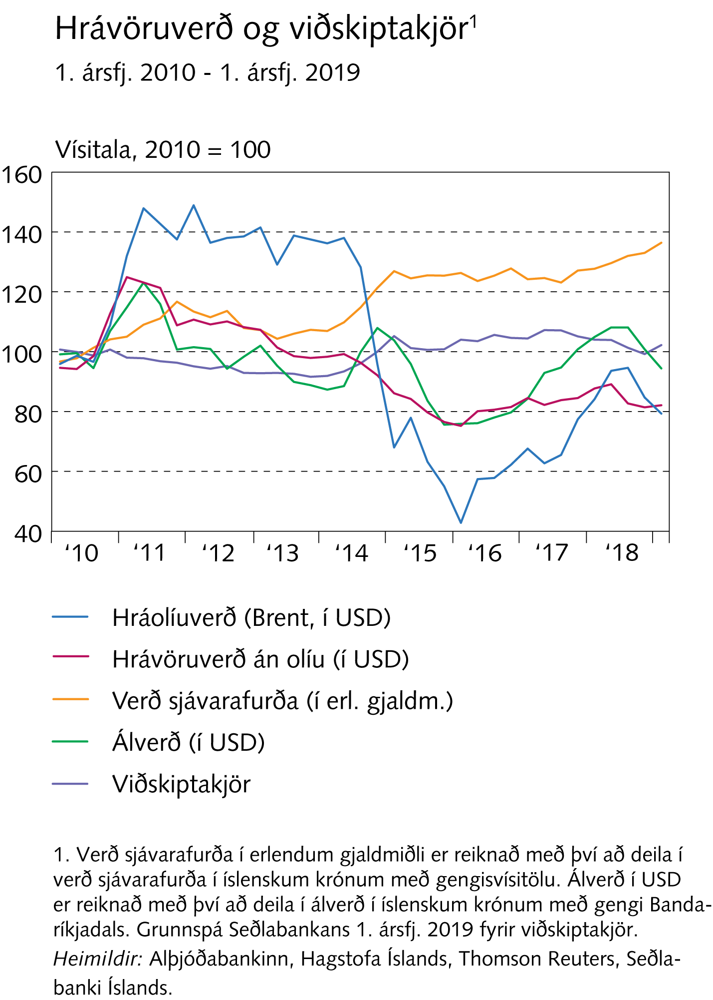 Hrávöruverð og viðskiptakjör¹
1. ársfj. 2010 - 1. ársfj. 2019
Vísitala, 2010 = 100
160
140
120
100
80
60
40
‘10 ‘11 ‘12 ‘13 ‘14 ‘15 ‘16 ‘17 ‘18
Hráolíuverð (Brent, í USD)
Hrávöruverð án olíu (í USD)
Verð sjávarafurða (í erl. gjaldm.)
Álverð (í USD)
Viðskiptakjör
1. Verð sjávarafurða í erlendum gjaldmiðli er reiknað með því að deila í
verð sjávarafurða í íslenskum krónum með gengisvísitölu. Álverð í USD
er reiknað með því að deila í álverð í íslenskum krónum með gengi Banda-
ríkjadals. Grunnspá Seðlabankans 1. ársfj. 2019 fyrir viðskiptakjör.
Heimildir: Alþjóðabankinn, Hagstofa Íslands, Thomson Reuters, Seðla-
banki Íslands.